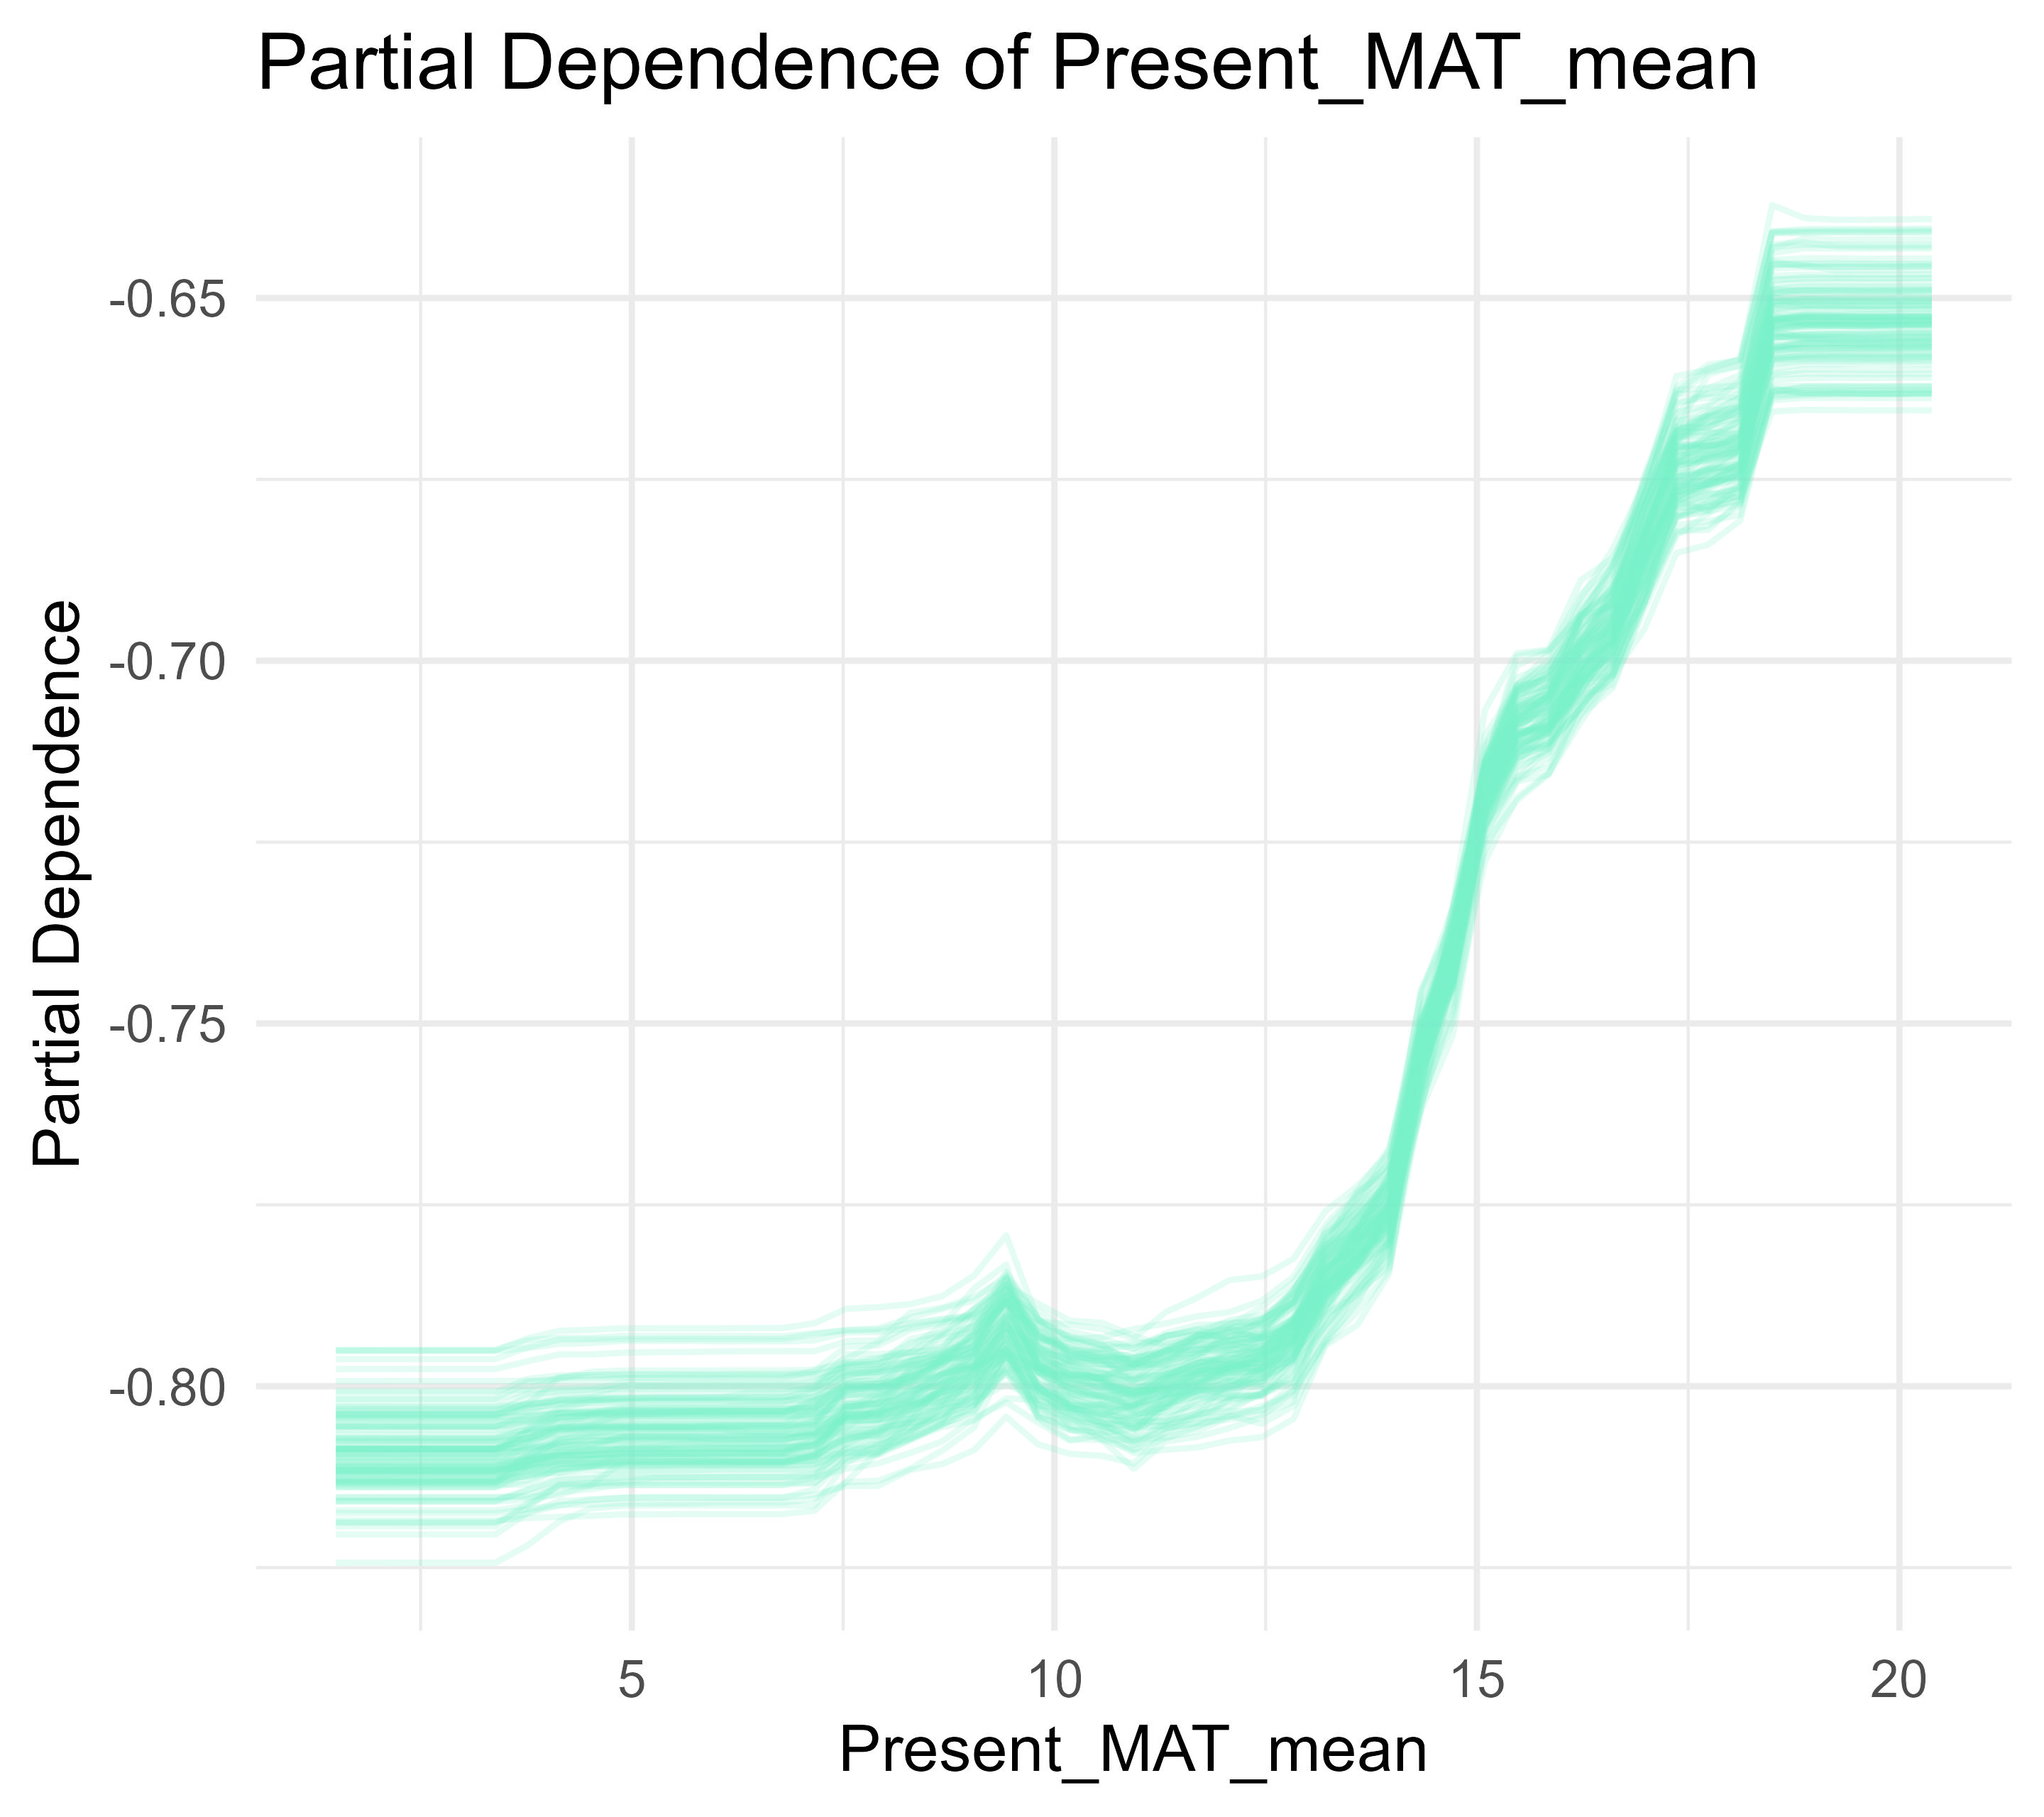 Partial Dependence of Present_MAT_mean
Partial Dependence
-0.65
-0.70
-0.75
-0.80
5 10 15 20
Present_MAT_mean